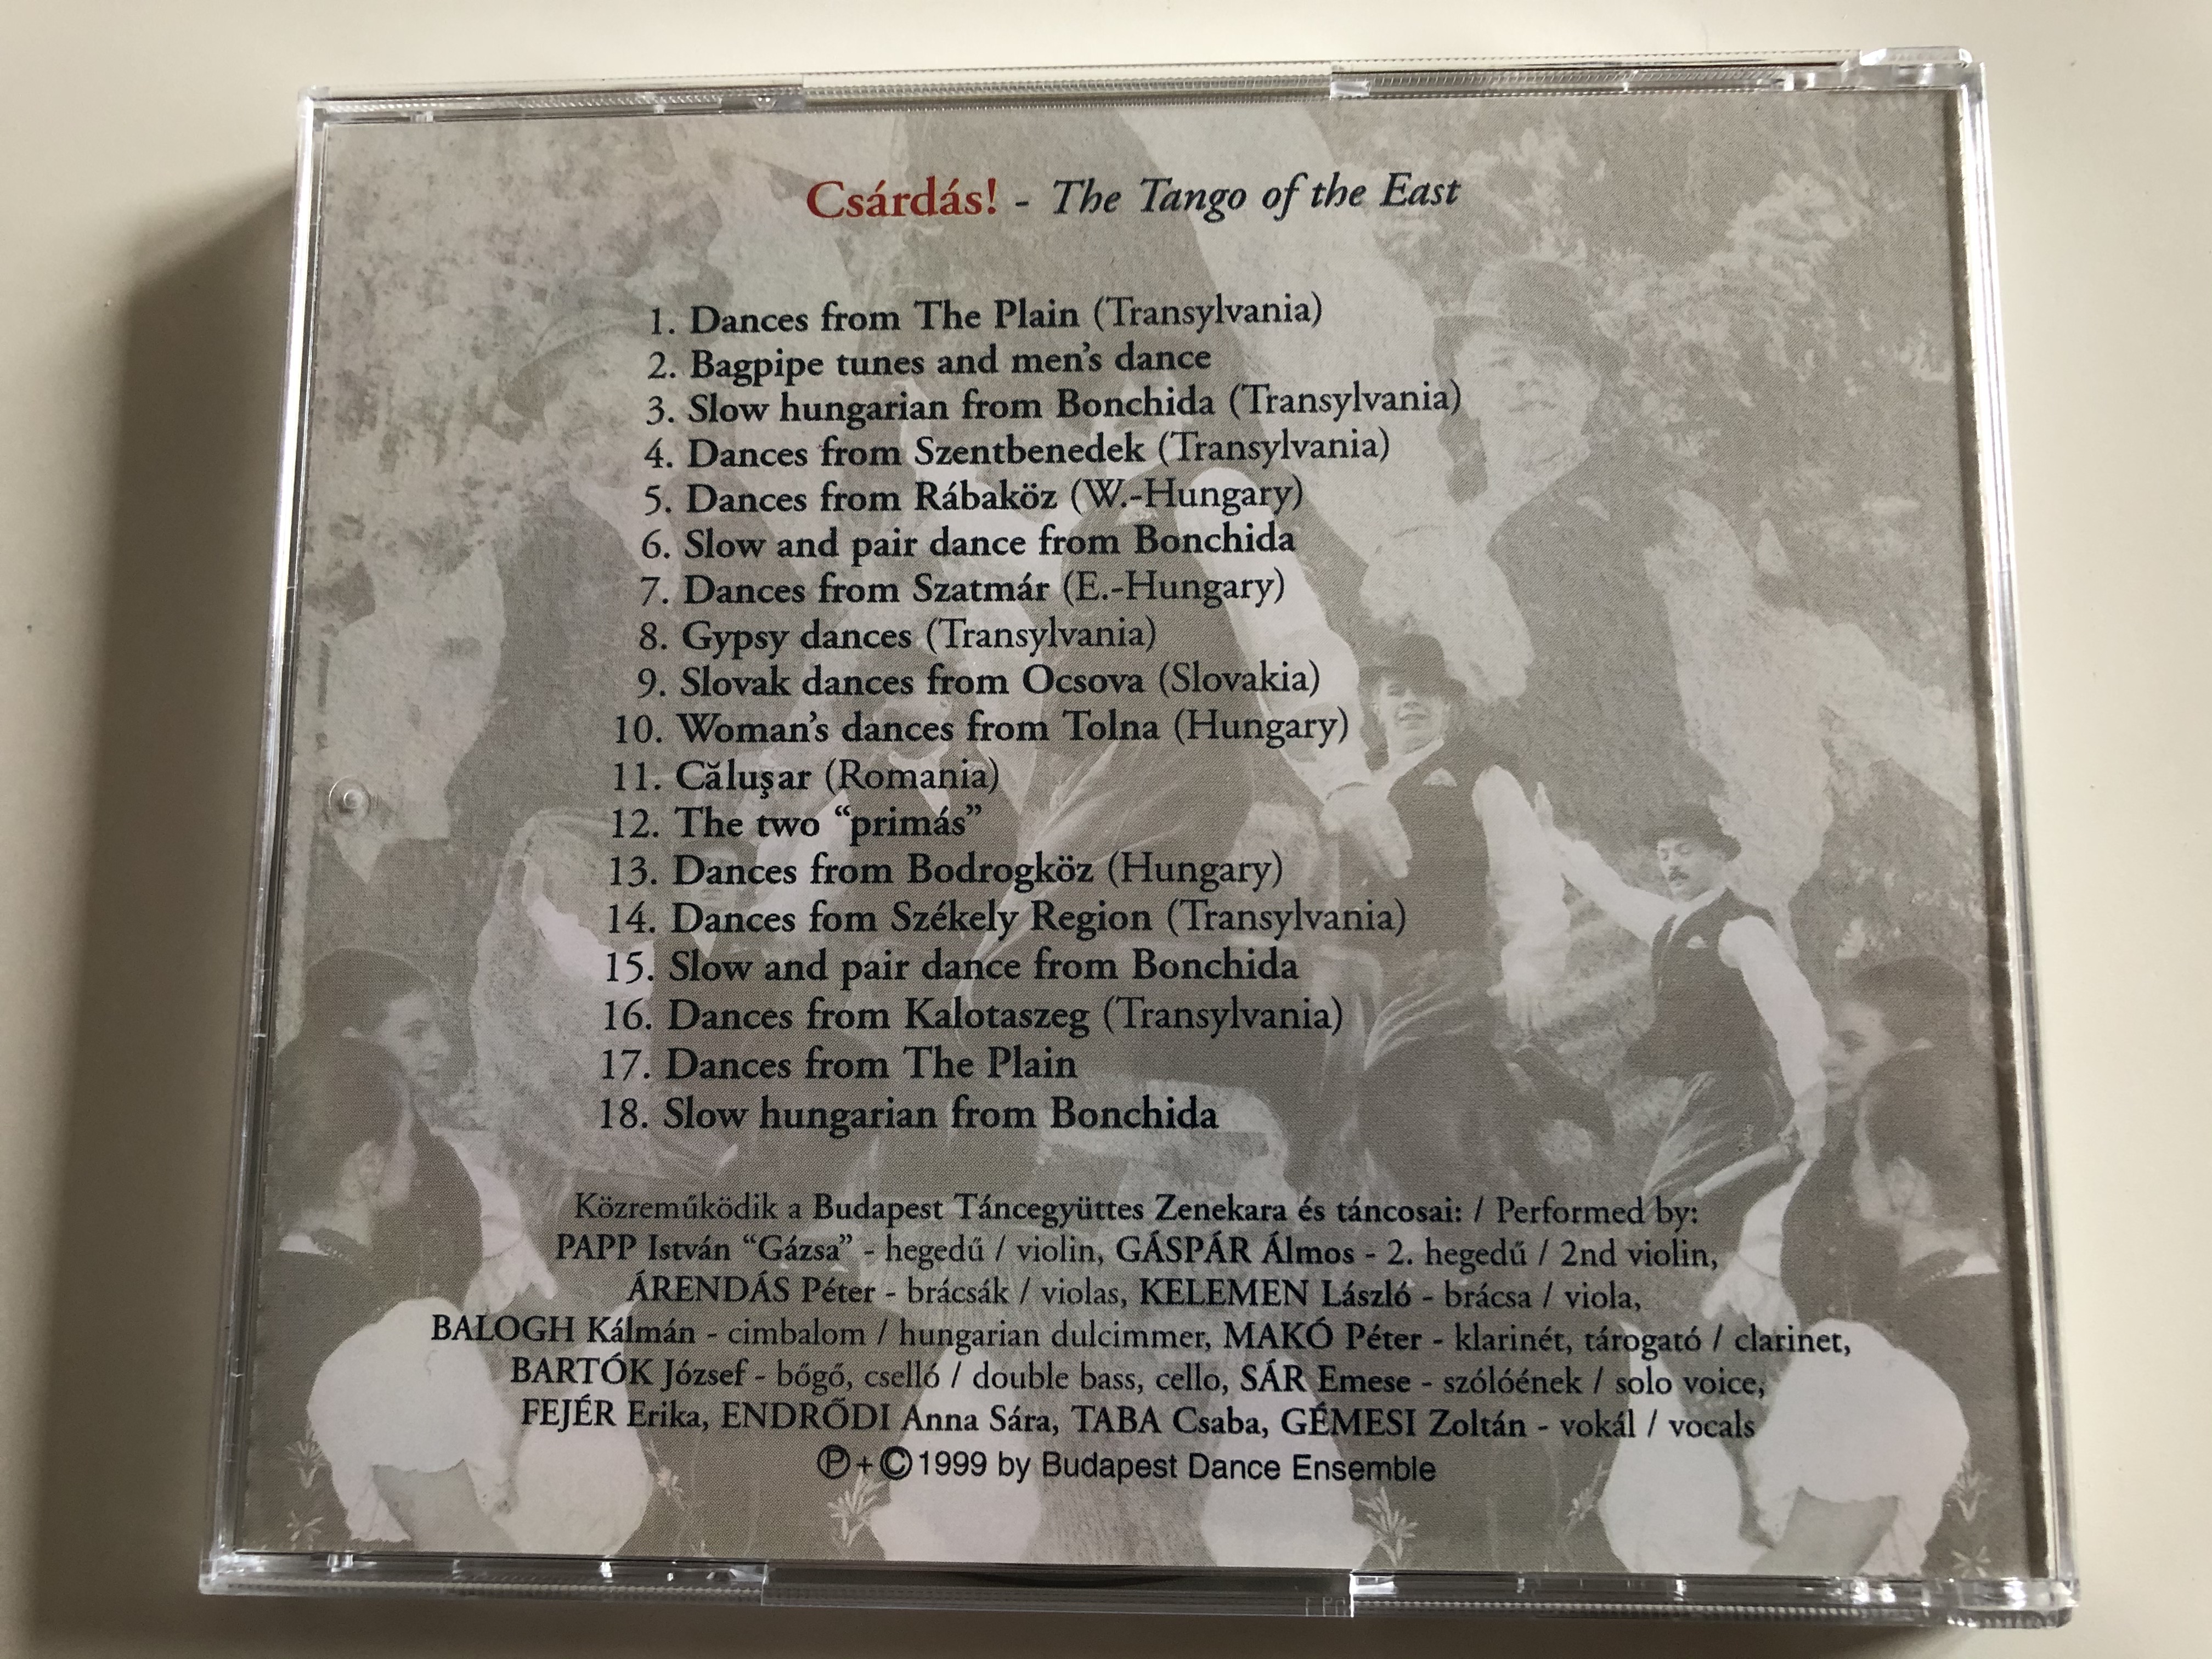 Csárdás! - The Tango of the East
1. Dances from The Plain (Transylvania)
2. Bagpipe tunes and men's dance
3. Slow hungarian from Bonchida (Transylvania)
4. Dances from Szentbenedek (Transylvania)
5. Dances from Rábaköz (W.-Hungary)
6. Slow and pair dance from Bonchida
7. Dances from Szatmár (E.-Hungary)
8. Gypsy dances (Transylvania)
9. Slovak dances from Ocsova (Slovakia)
10. Woman's dances from Tolna (Hungary)
11. Căluşar (Romania)
12. The two “primás”
13. Dances from Bodrogköz (Hungary)
14. Dances fom Székely Region (Transylvania)
15. Slow and pair dance from Bonchida
16. Dances from Kalotaszeg (Transylvania)
17. Dances from The Plain
18. Slow hungarian from Bonchida
Közreműködik a Budapest Táncegyüttes Zenekara és táncosai: / Performed by:
PAPP István “Gázsa” - hegedű / violin, GÁSPÁR Álmos - 2. hegedű / 2nd violin,
ÁRENDÁS Péter - brácsák / violas, KELEMEN László - brácsa / viola,
BALOGH Kálmán - cimbalom / hungarian dulcimmer, MAKÓ Péter - klarinét, tárogató / clarinet,
BARTÓK József - bőgő, cselló / double bass, cello, SÁR Emese - szólóének / solo voice,
FEJÉR Erika, ENDRŐDI Anna Sára, TABA Csaba, GÉMESI Zoltán - vokál / vocals
℗+©1999 by Budapest Dance Ensemble